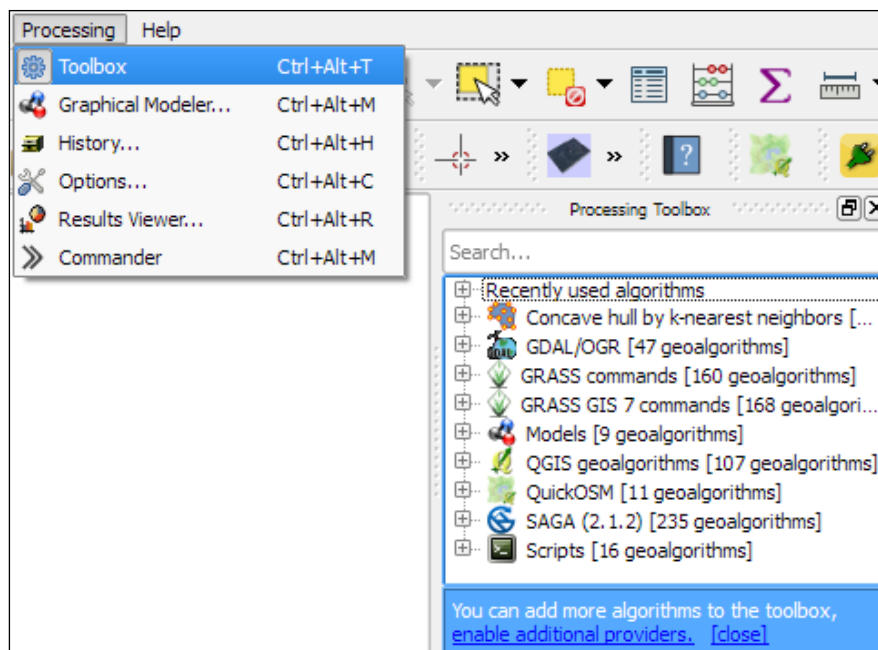 Processing Help
Toolbox Ctrl+Alt+T
Graphical Modeler... Ctrl+Alt+M
History... Ctrl+Alt+H
Options... Ctrl+Alt+C
Results Viewer... Ctrl+Alt+R
Commander Ctrl+Alt+M
Processing Toolbox
Search...
Recently used algorithms
Concave hull by k-nearest neighbors [...
GDAL/OGR [47 geoalgorithms]
GRASS commands [160 geoalgorithms]
GRASS GIS 7 commands [168 geoalgori...
Models [9 geoalgorithms]
QGIS geoalgorithms [107 geoalgorithms]
QuickOSM [11 geoalgorithms]
SAGA (2.1.2) [235 geoalgorithms]
Scripts [16 geoalgorithms]
You can add more algorithms to the toolbox,
enable additional providers. [close]